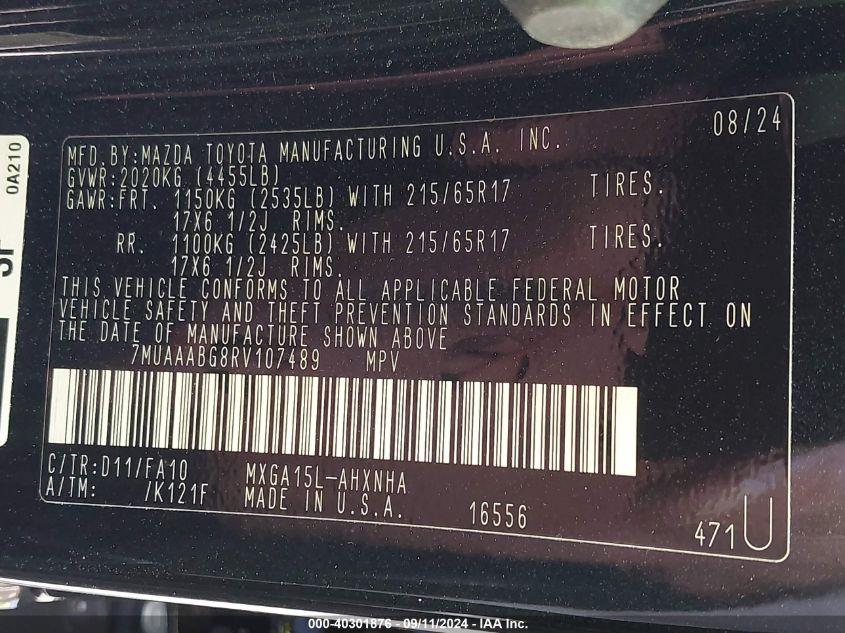 0A210
08/24
MFD.BY:MAZDA TOYOTA MANUFACTURING U.S.A. INC.
GVWR:2020KG (4455LB)
GAWR:FRT. 1150KG (2535LB) WITH 215/65R17 TIRES.
17X6 1/2J RIMS.
RR. 1100KG (2425LB) WITH 215/65R17 TIRES.
17X6 1/2J RIMS.
THIS VEHICLE CONFORMS TO ALL APPLICABLE FEDERAL MOTOR
VEHICLE SAFETY AND THEFT PREVENTION STANDARDS IN EFFECT ON
THE DATE OF MANUFACTURE SHOWN ABOVE
7MUAAABG8RV107489 MPV
C/TR:D11/FA10 MXGA15L-AHXNHA
A/TM: /K121F MADE IN U.S.A. 16556
471U
000-40301876 - 09/11/2024 - IAA Inc.